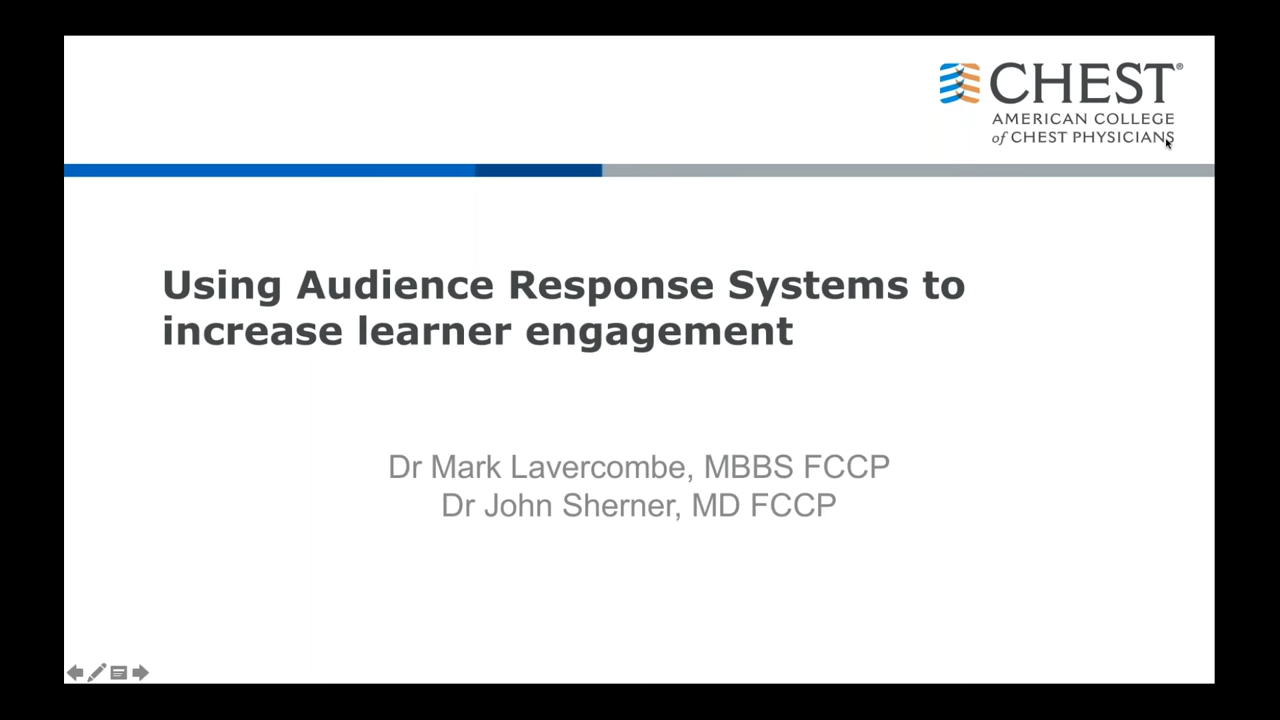 CHEST®
AMERICAN COLLEGE
of CHEST PHYSICIANS
Using Audience Response Systems to
increase learner engagement
Dr Mark Lavercombe, MBBS FCCP
Dr John Sherner, MD FCCP